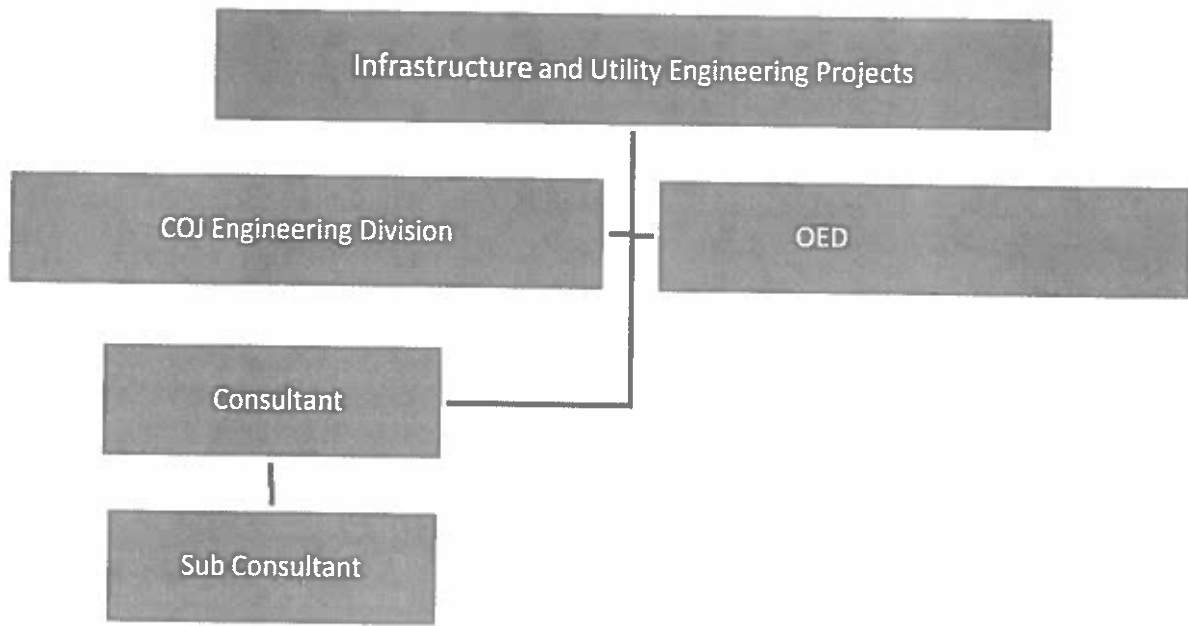 Infrastructure and Utility Engineering Projects
COJ Engineering Division
OED
Consultant
Sub Consultant